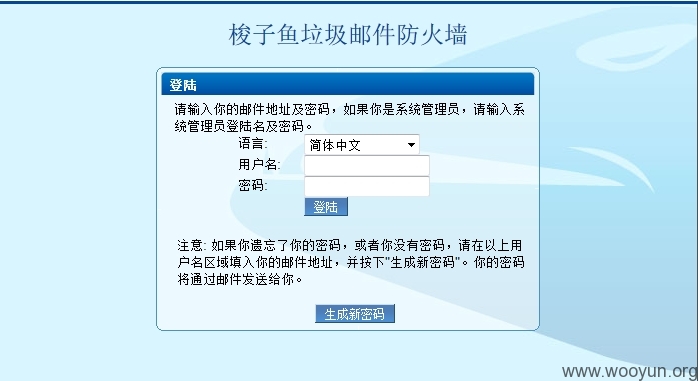 梭子鱼垃圾邮件防火墙
登陆
请输入你的邮件地址及密码，如果你是系统管理员，请输入系
统管理员登陆名及密码。
语言:
简体中文
用户名:
密码:
登陆
注意: 如果你遗忘了你的密码，或者你没有密码，请在以上用
户名区域填入你的邮件地址，并按下"生成新密码"。你的密码
将通过邮件发送给你。
生成新密码
www.wooyun.org